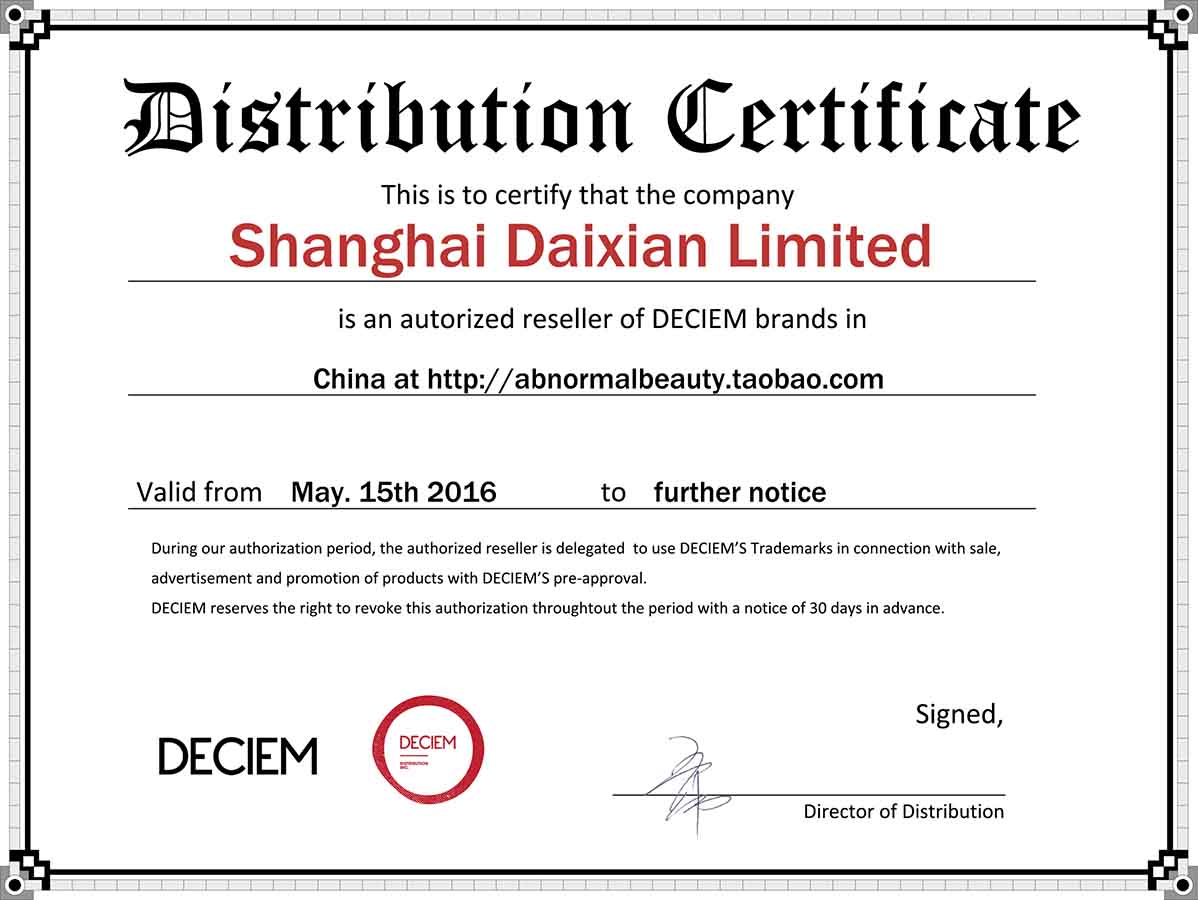 Distribution Certificate
This is to certify that the company
Shanghai Daixian Limited
is an autorized reseller of DECIEM brands in
China at http://abnormalbeauty.taobao.com
Valid from May. 15th 2016 to further notice
During our authorization period, the authorized reseller is delegated to use DECIEM'S Trademarks in connection with sale,
advertisement and promotion of products with DECIEM'S pre-approval.
DECIEM reserves the right to revoke this authorization throughtout the period with a notice of 30 days in advance.
Signed,
DECIEM
DECIEM
DISTRIBUTION
INC.
Director of Distribution